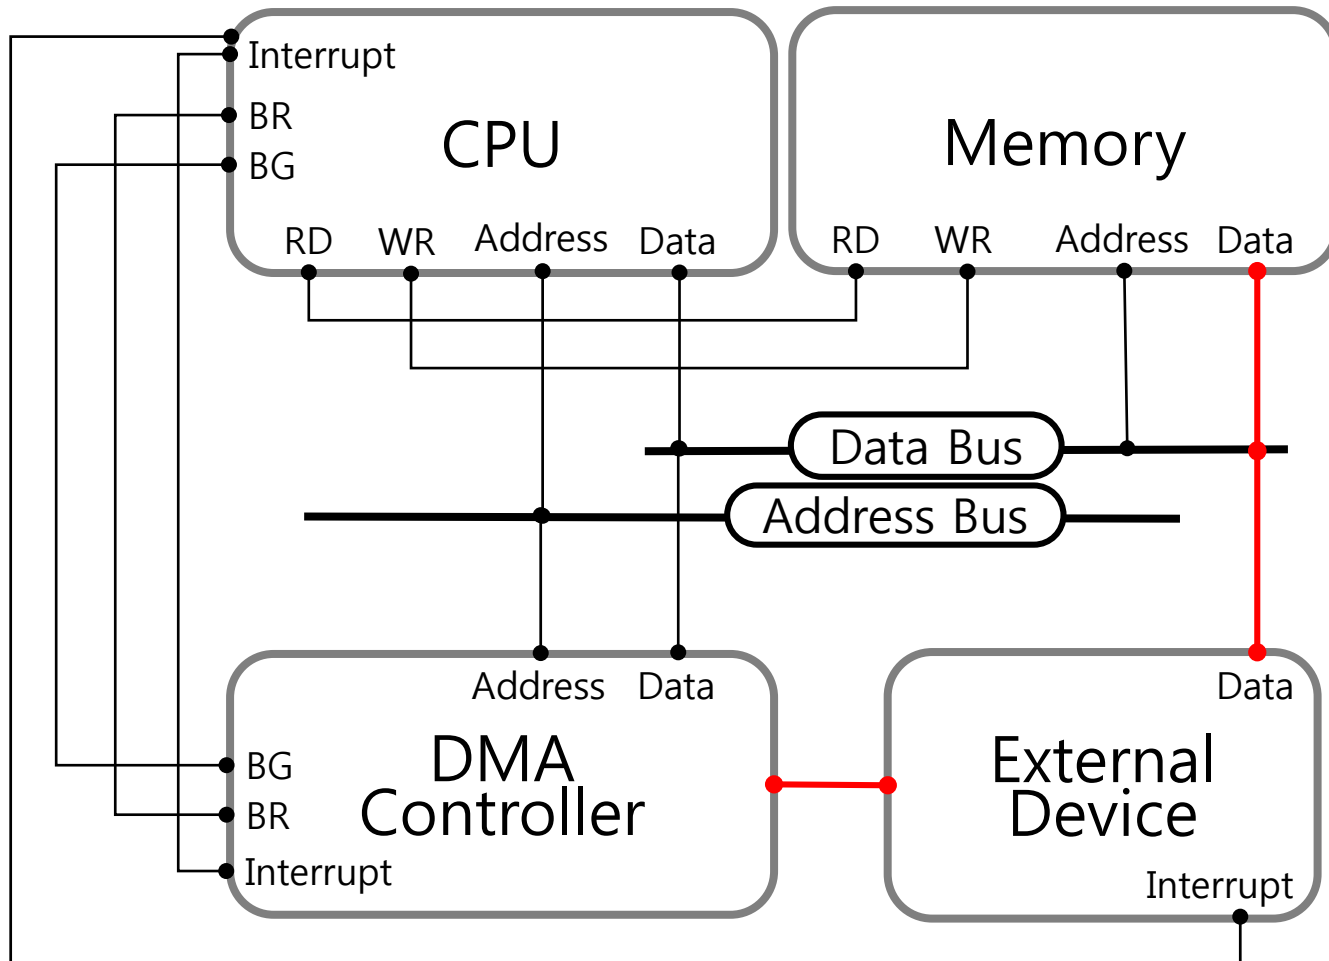 Interrupt
BR
BG
CPU
RD
WR
Address
Data
Memory
RD
WR
Address
Data
Data Bus
Address Bus
Address
Data
DMA
Controller
BG
BR
Interrupt
Data
External
Device
Interrupt